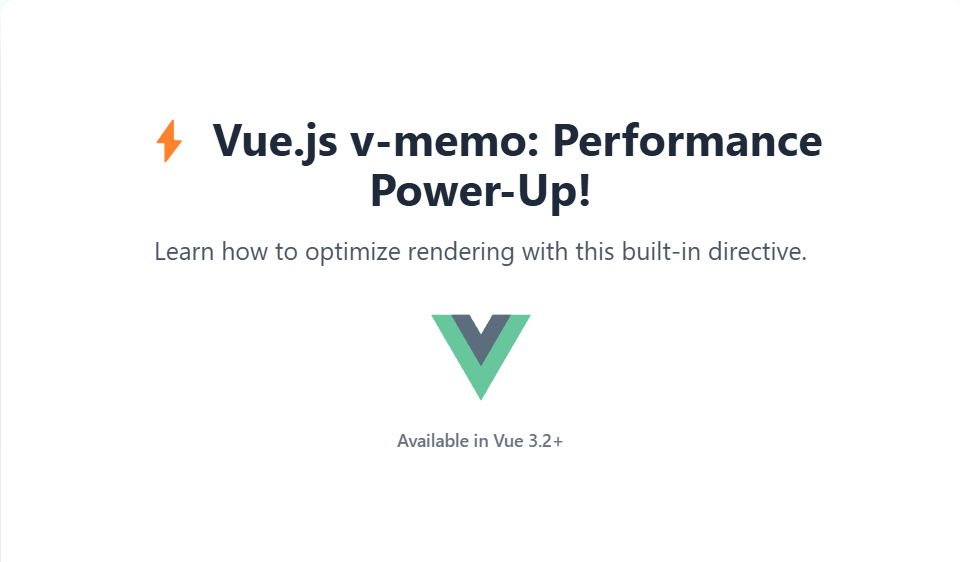 Vue.js v-memo: Performance
Power-Up!
Learn how to optimize rendering with this built-in directive.
Available in Vue 3.2+